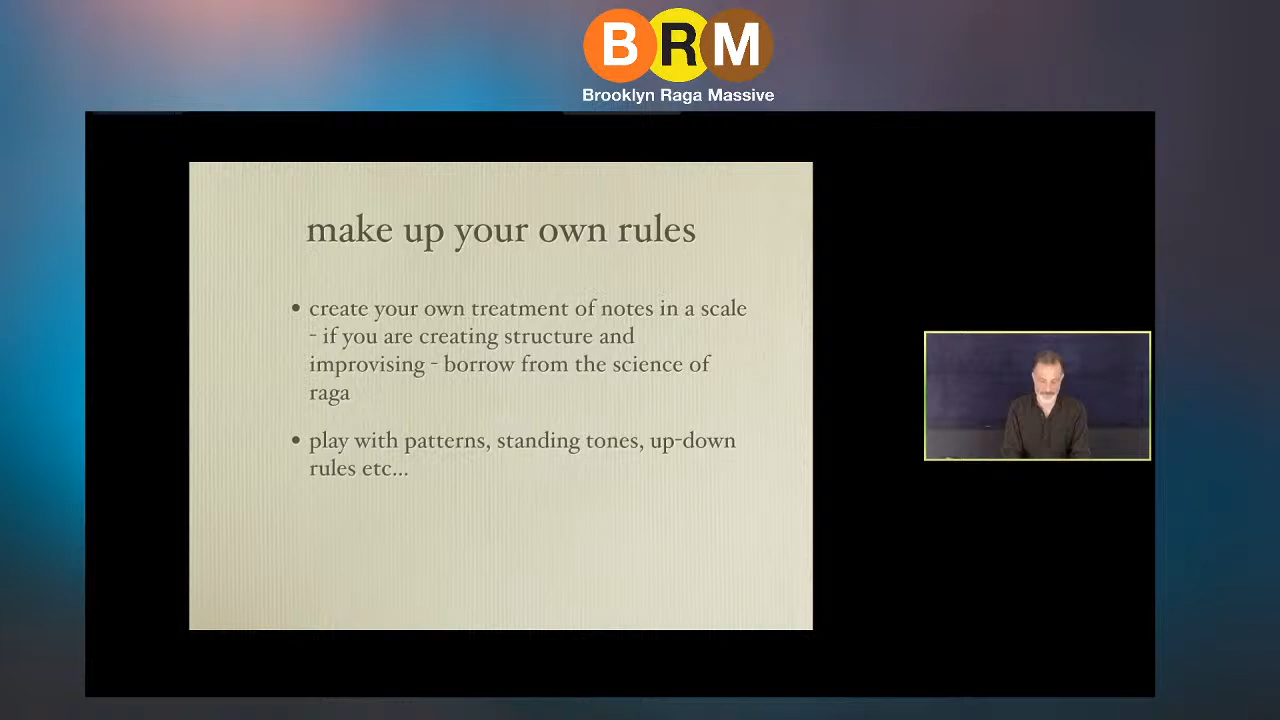 BRM
Brooklyn Raga Massive
make up your own rules
• create your own treatment of notes in a scale
- if you are creating structure and
improvising - borrow from the science of
raga
• play with patterns, standing tones, up-down
rules etc...